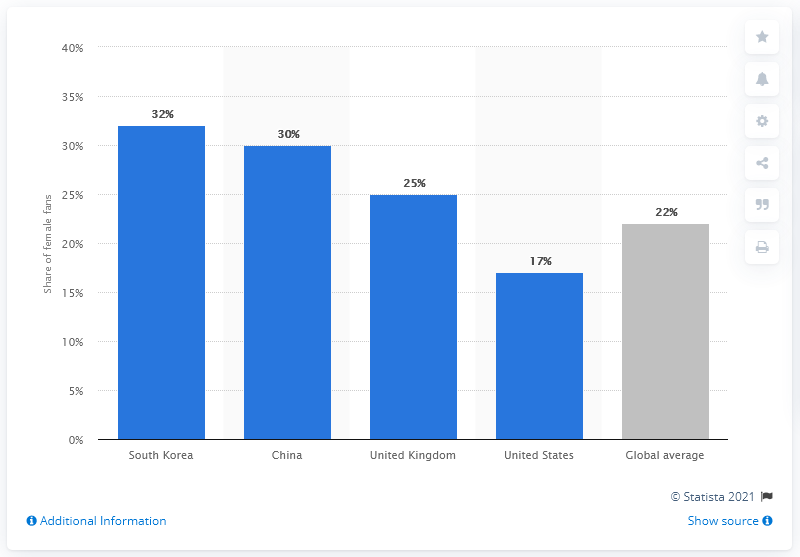 40%
35%
30%
25%
20%
15%
10%
5%
0%
Share of female fans
32%
30%
25%
17%
22%
South Korea
China
United Kingdom
United States
Global average
© Statista 2021
Additional Information
Show source